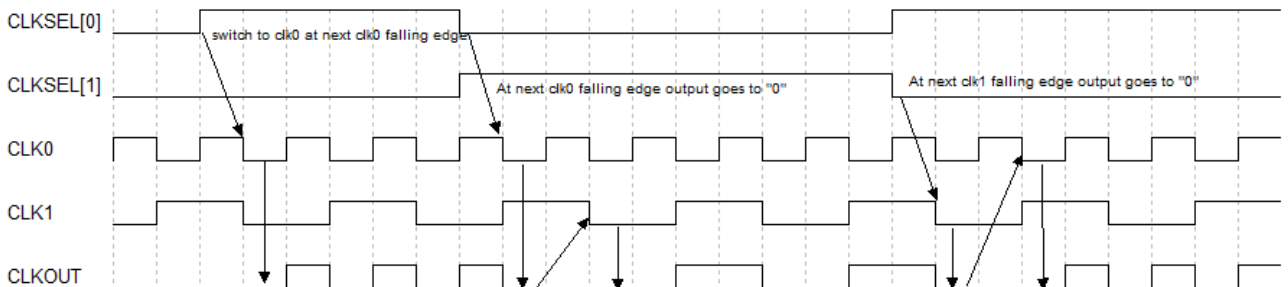 CLKSEL[0]
switch to clk0 at next clk0 falling edge
CLKSEL[1]
At next clk0 falling edge output goes to "0"
At next clk1 falling edge output goes to "0"
CLK0
CLK1
CLKOUT